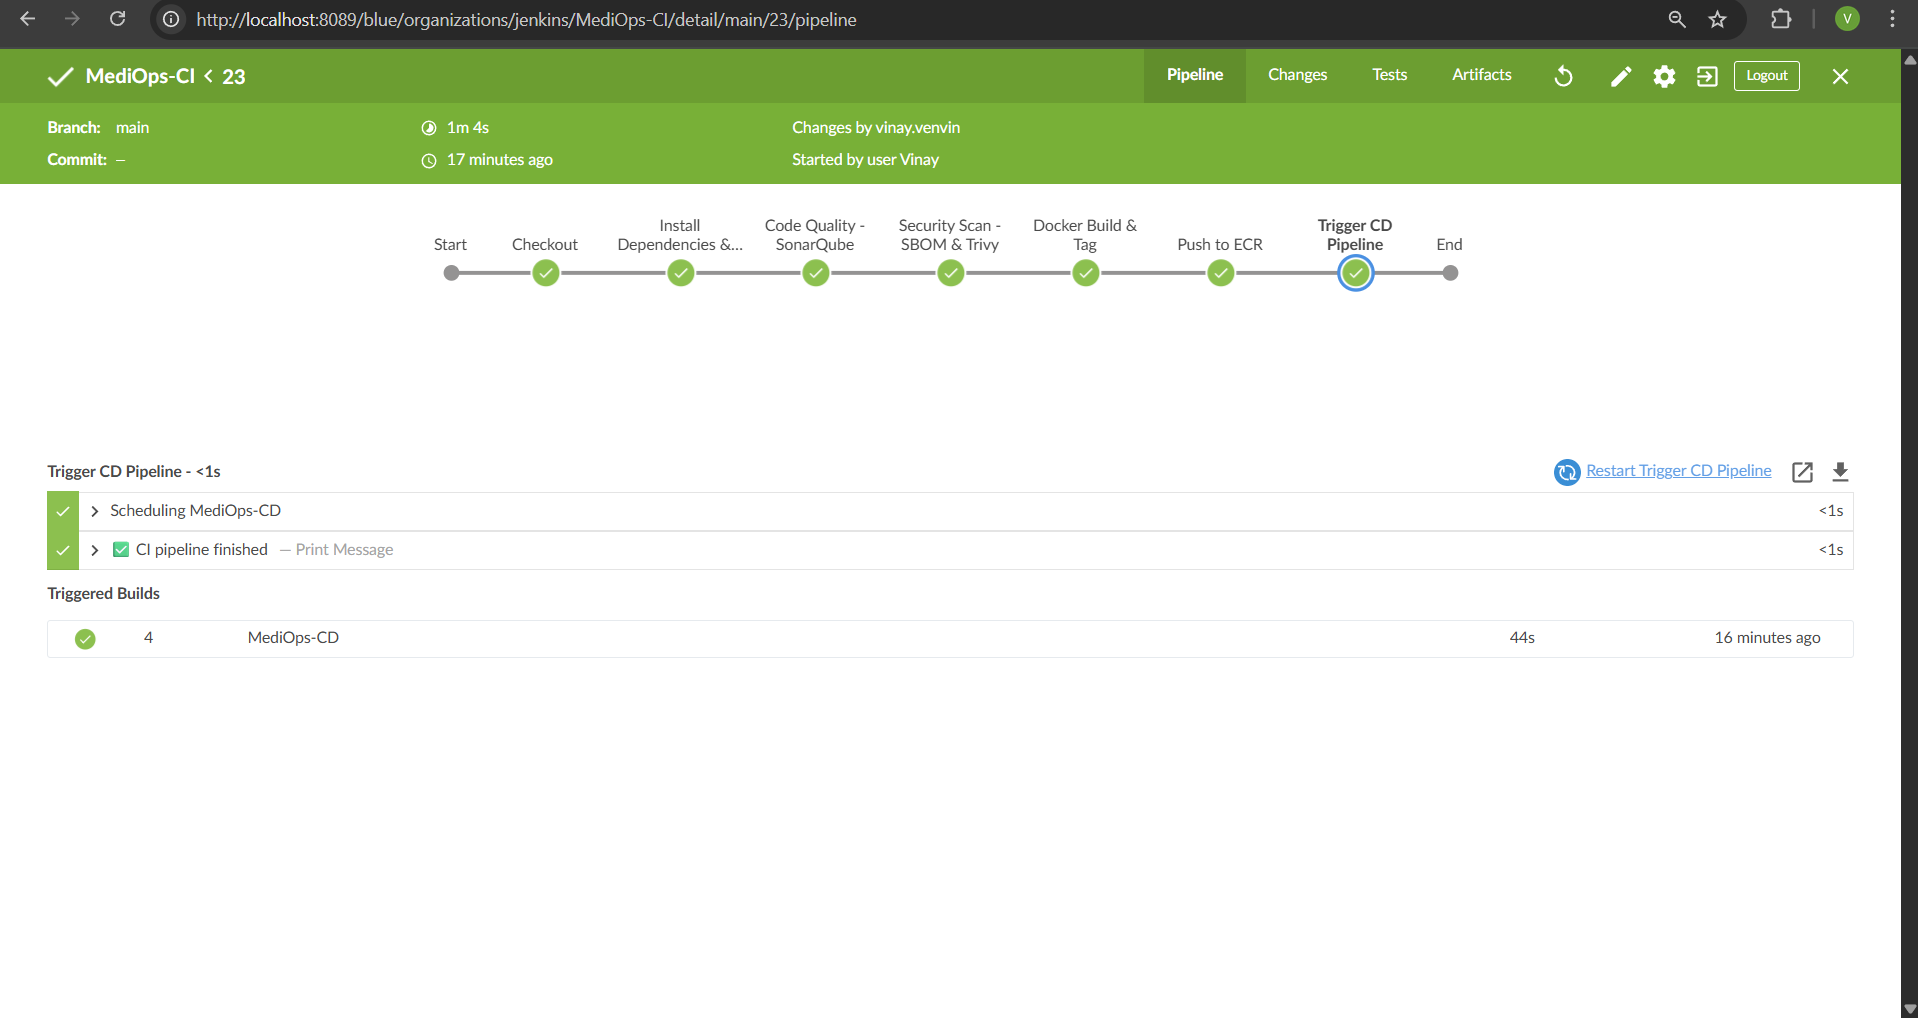 http://localhost:8089/blue/organizations/jenkins/MediOps-CI/detail/main/23/pipeline
V
MediOps-CI < 23
Pipeline
Changes
Tests
Artifacts
Logout
Branch: main
1m 4s
Changes by vinay.venvin
Commit: –
17 minutes ago
Started by user Vinay
Start
Checkout
Install
Dependencies &...
Code Quality -
SonarQube
Security Scan -
SBOM & Trivy
Docker Build &
Tag
Push to ECR
Trigger CD
Pipeline
End
Trigger CD Pipeline - <1s
Restart Trigger CD Pipeline
Scheduling MediOps-CD
<1s
✅ CI pipeline finished — Print Message
<1s
Triggered Builds
4 MediOps-CD 44s 16 minutes ago